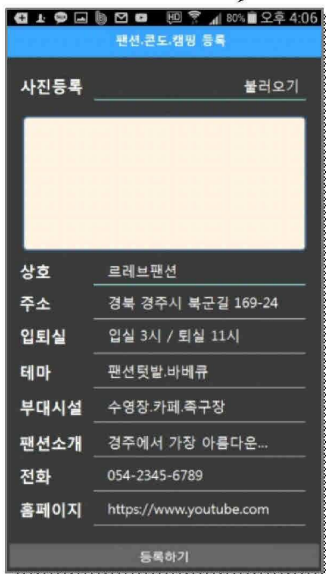 80% 오후 4:06
팬션.콘도.캠핑 등록
사진등록 불러오기
상호 르레브팬션
주소 경북 경주시 북군길 169-24
입퇴실 입실 3시 / 퇴실 11시
테마 팬션텃발.바베큐
부대시설 수영장.카페.족구장
팬션소개 경주에서 가장 아름다운...
전화 054-2345-6789
홈페이지 https://www.youtube.com
등록하기